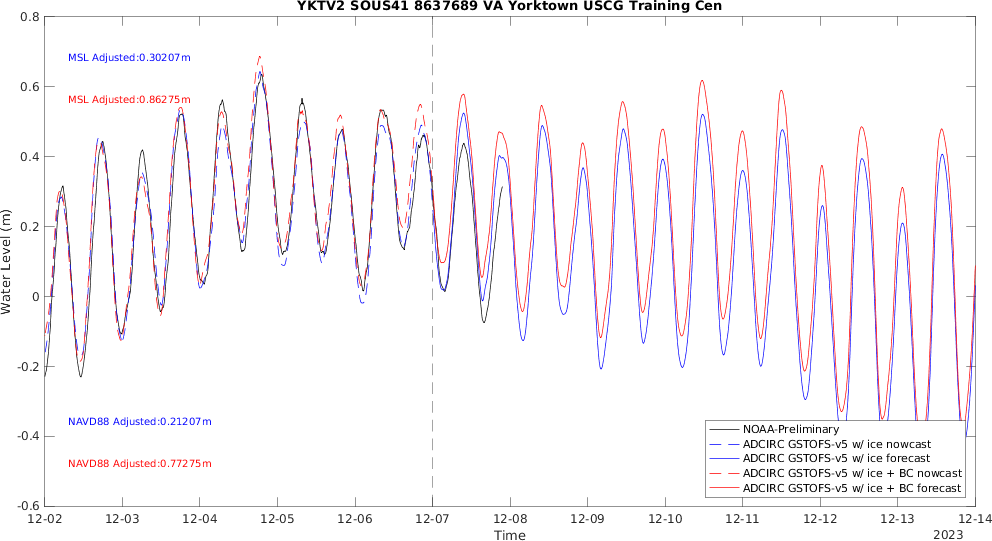 YKTV2 SOUS41 8637689 VA Yorktown USCG Training Cen
0.8
0.6
0.4
0.2
0
-0.2
-0.4
-0.6
Water Level (m)
MSL Adjusted:0.30207m
MSL Adjusted:0.86275m
NAVD88 Adjusted:0.21207m
NAVD88 Adjusted:0.77275m
NOAA-Preliminary
ADCIRC GSTOFS-v5 w/ ice nowcast
ADCIRC GSTOFS-v5 w/ ice forecast
ADCIRC GSTOFS-v5 w/ ice + BC nowcast
ADCIRC GSTOFS-v5 w/ ice + BC forecast
12-02 12-03 12-04 12-05 12-06 12-07 12-08 12-09 12-10 12-11 12-12 12-13 12-14
Time
2023